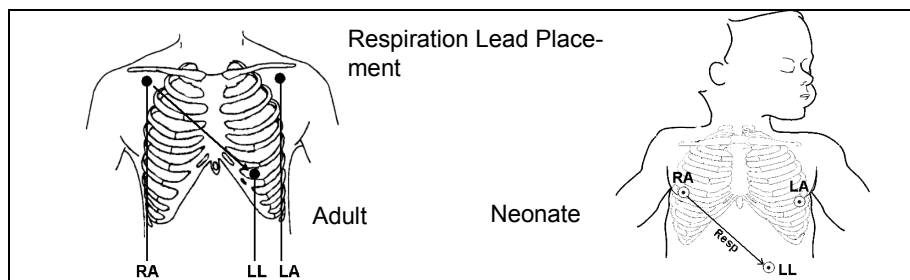 Respiration Lead Place-
ment
Adult
RA LL LA
Neonate
RA
LA
Resp
LL